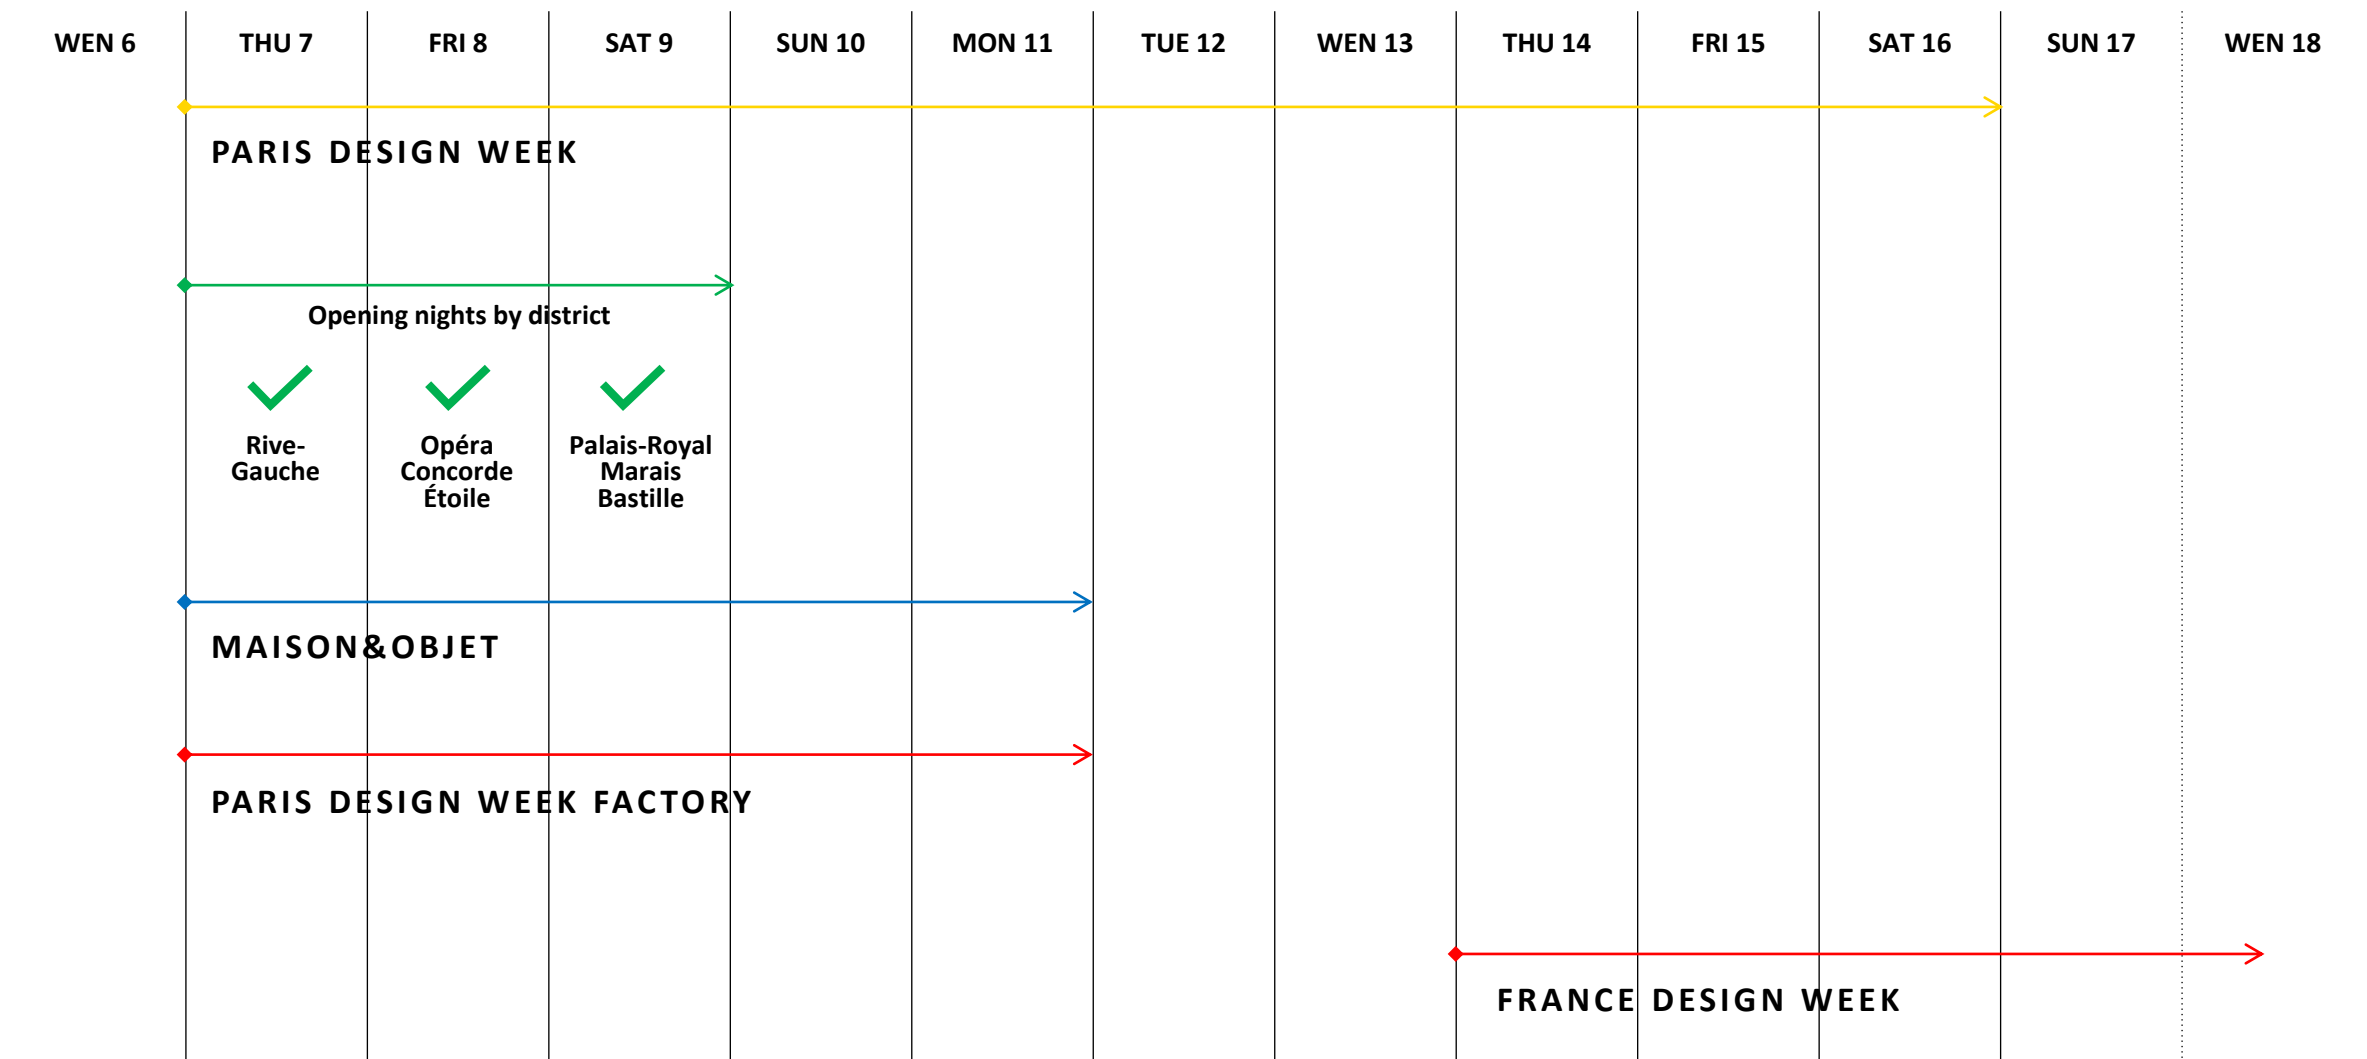 WEN 6 THU 7 FRI 8 SAT 9 SUN 10 MON 11 TUE 12 WEN 13 THU 14 FRI 15 SAT 16 SUN 17 WEN 18
PARIS DESIGN WEEK
Opening nights by district
Rive-
Gauche
Opéra
Concorde
Étoile
Palais-Royal
Marais
Bastille
MAISON&OBJET
PARIS DESIGN WEEK FACTORY
FRANCE DESIGN WEEK